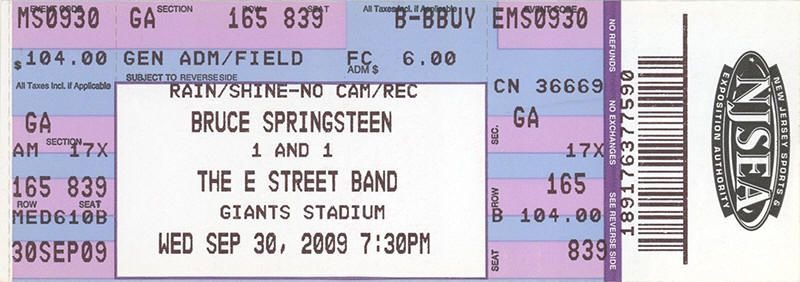 EVENT CODE SECTION ROW SEAT All Taxes Incl. if Applicable EVENT CODE
MS0930 GA 165 839 B-BBUY EMS0930
$104.00 GEN ADM/FIELD FC 6.00
ADM $
All Taxes Incl. if Applicable SUBJECT TO REVERSE SIDE CN 36669
RAIN/SHINE-NO CAM/REC
GA BRUCE SPRINGSTEEN SEC. GA
SECTION
AM 17X 1 AND 1 17X
165 839 THE E STREET BAND ROW 165
ROW SEAT
MED610B GIANTS STADIUM B 104.00
30SEP09 WED SEP 30, 2009 7:30PM SEAT 839
NO REFUNDS
NO EXCHANGES
SEE REVERSE SIDE
189176377590
NEW JERSEY SPORTS &
NJSEA
EXPOSITION AUTHORITY